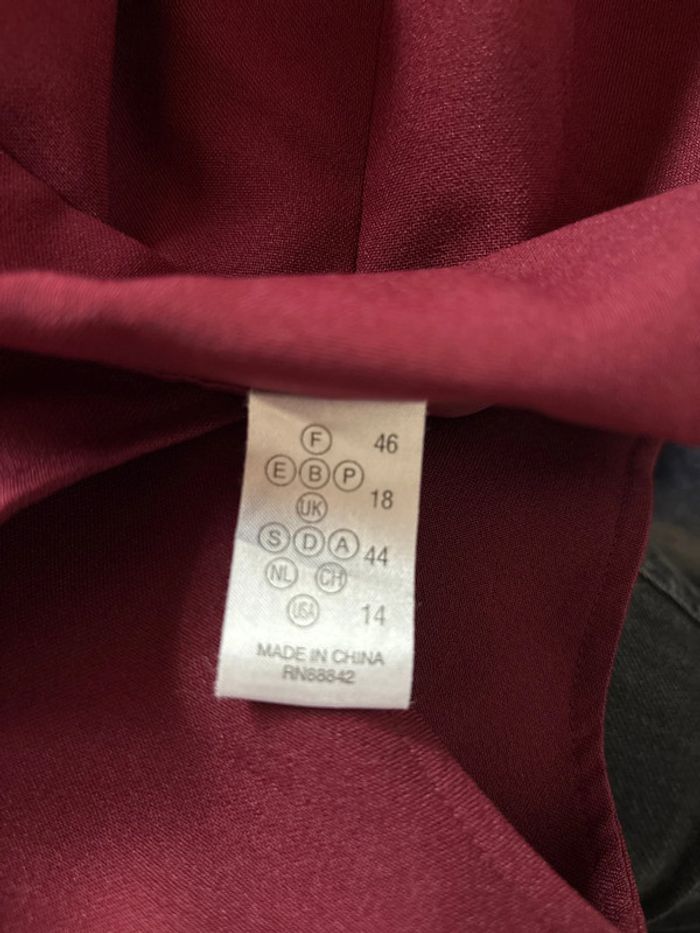 F 46
E B P
UK 18
S D A 44
NL CH
USA 14
MADE IN CHINA
RN88842